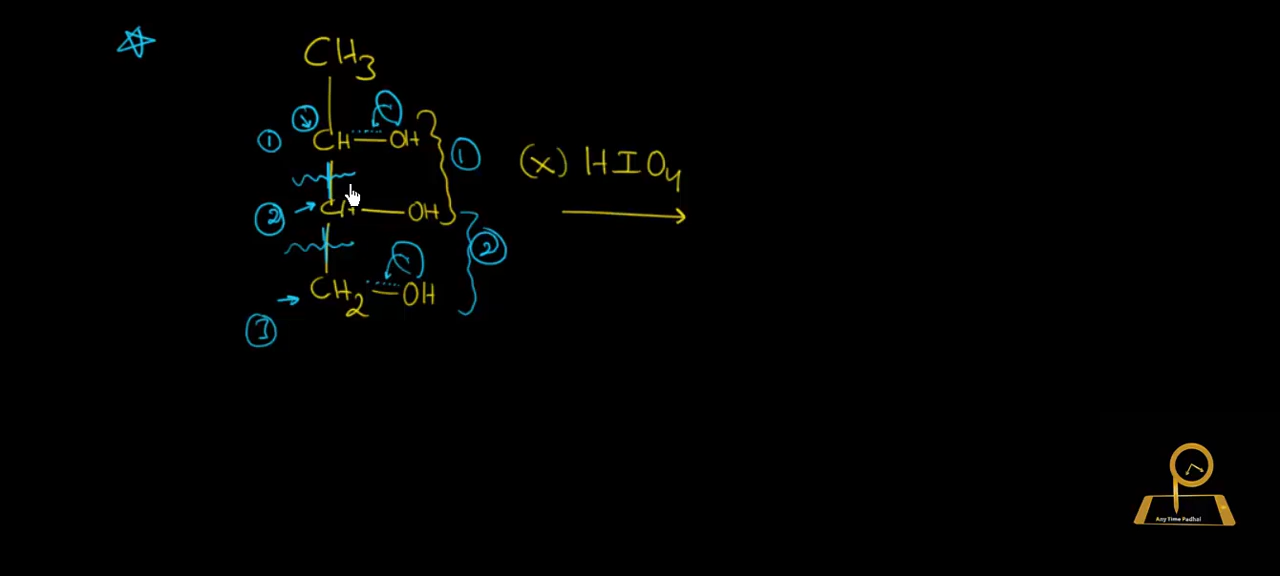 CH3
① CH—OH ①
(x) HIO4
② CH—OH
②
CH2—OH
③
Any Time Padhai